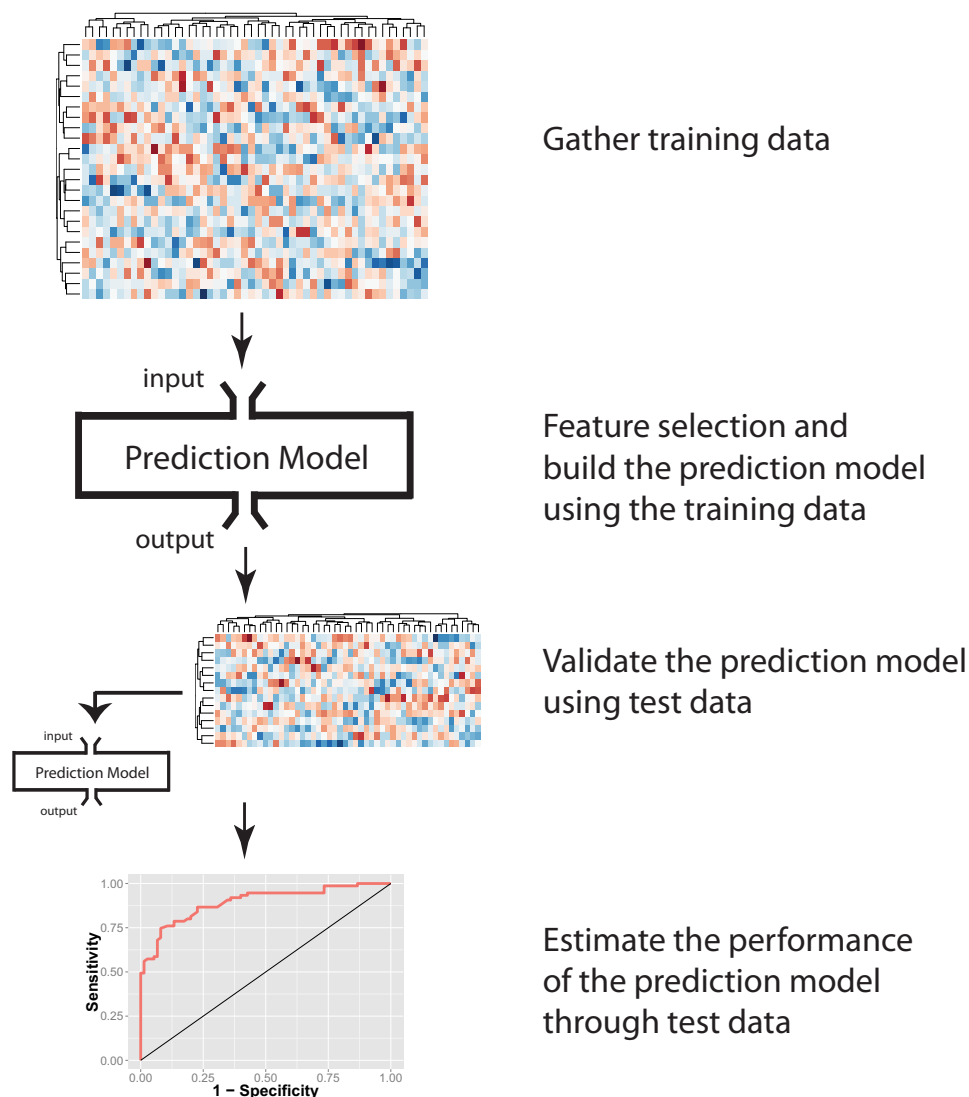 Gather training data
input
Prediction Model
output
Feature selection and
build the prediction model
using the training data
Validate the prediction model
using test data
input
Prediction Model
output
Estimate the performance
of the prediction model
through test data
Sensitivity
1.00
0.75
0.50
0.25
0.00
0.00 0.25 0.50 0.75 1.00
1 − Specificity